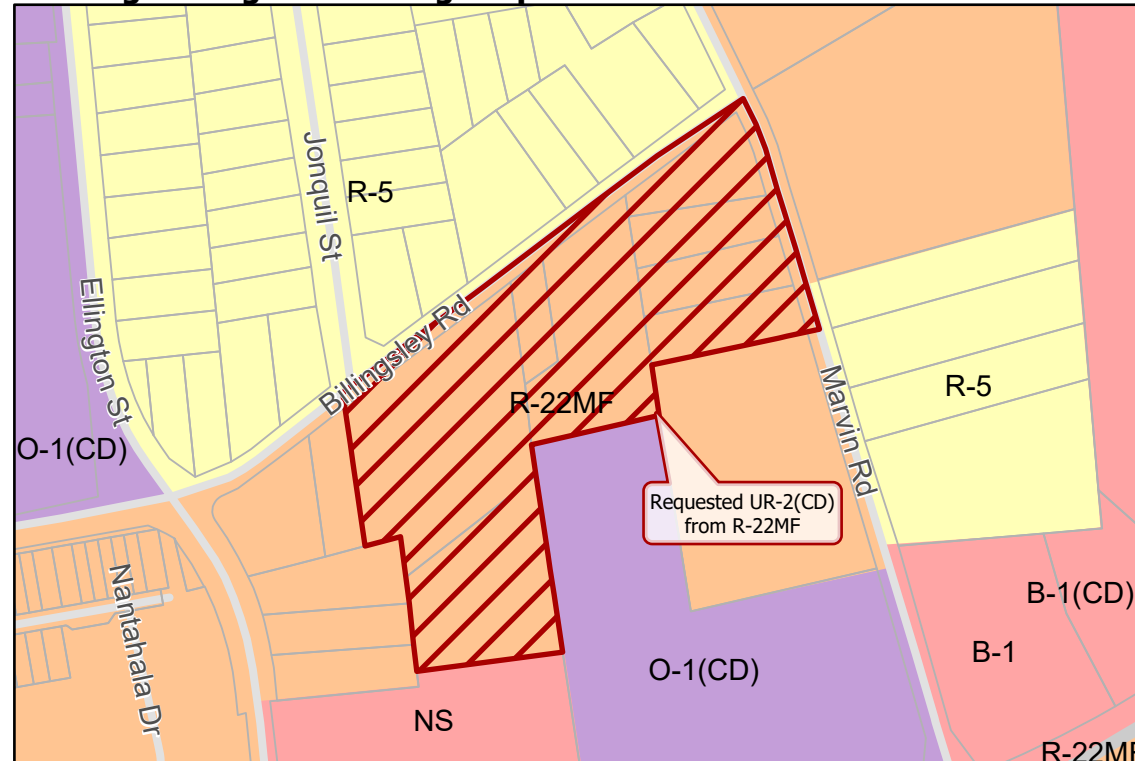 Jonquil St
R-5
Ellington St
Billingsley Rd
R-22MF
Marvin Rd
R-5
O-1(CD)
Requested UR-2(CD)
from R-22MF
Nantahala Dr
B-1(CD)
B-1
O-1(CD)
NS